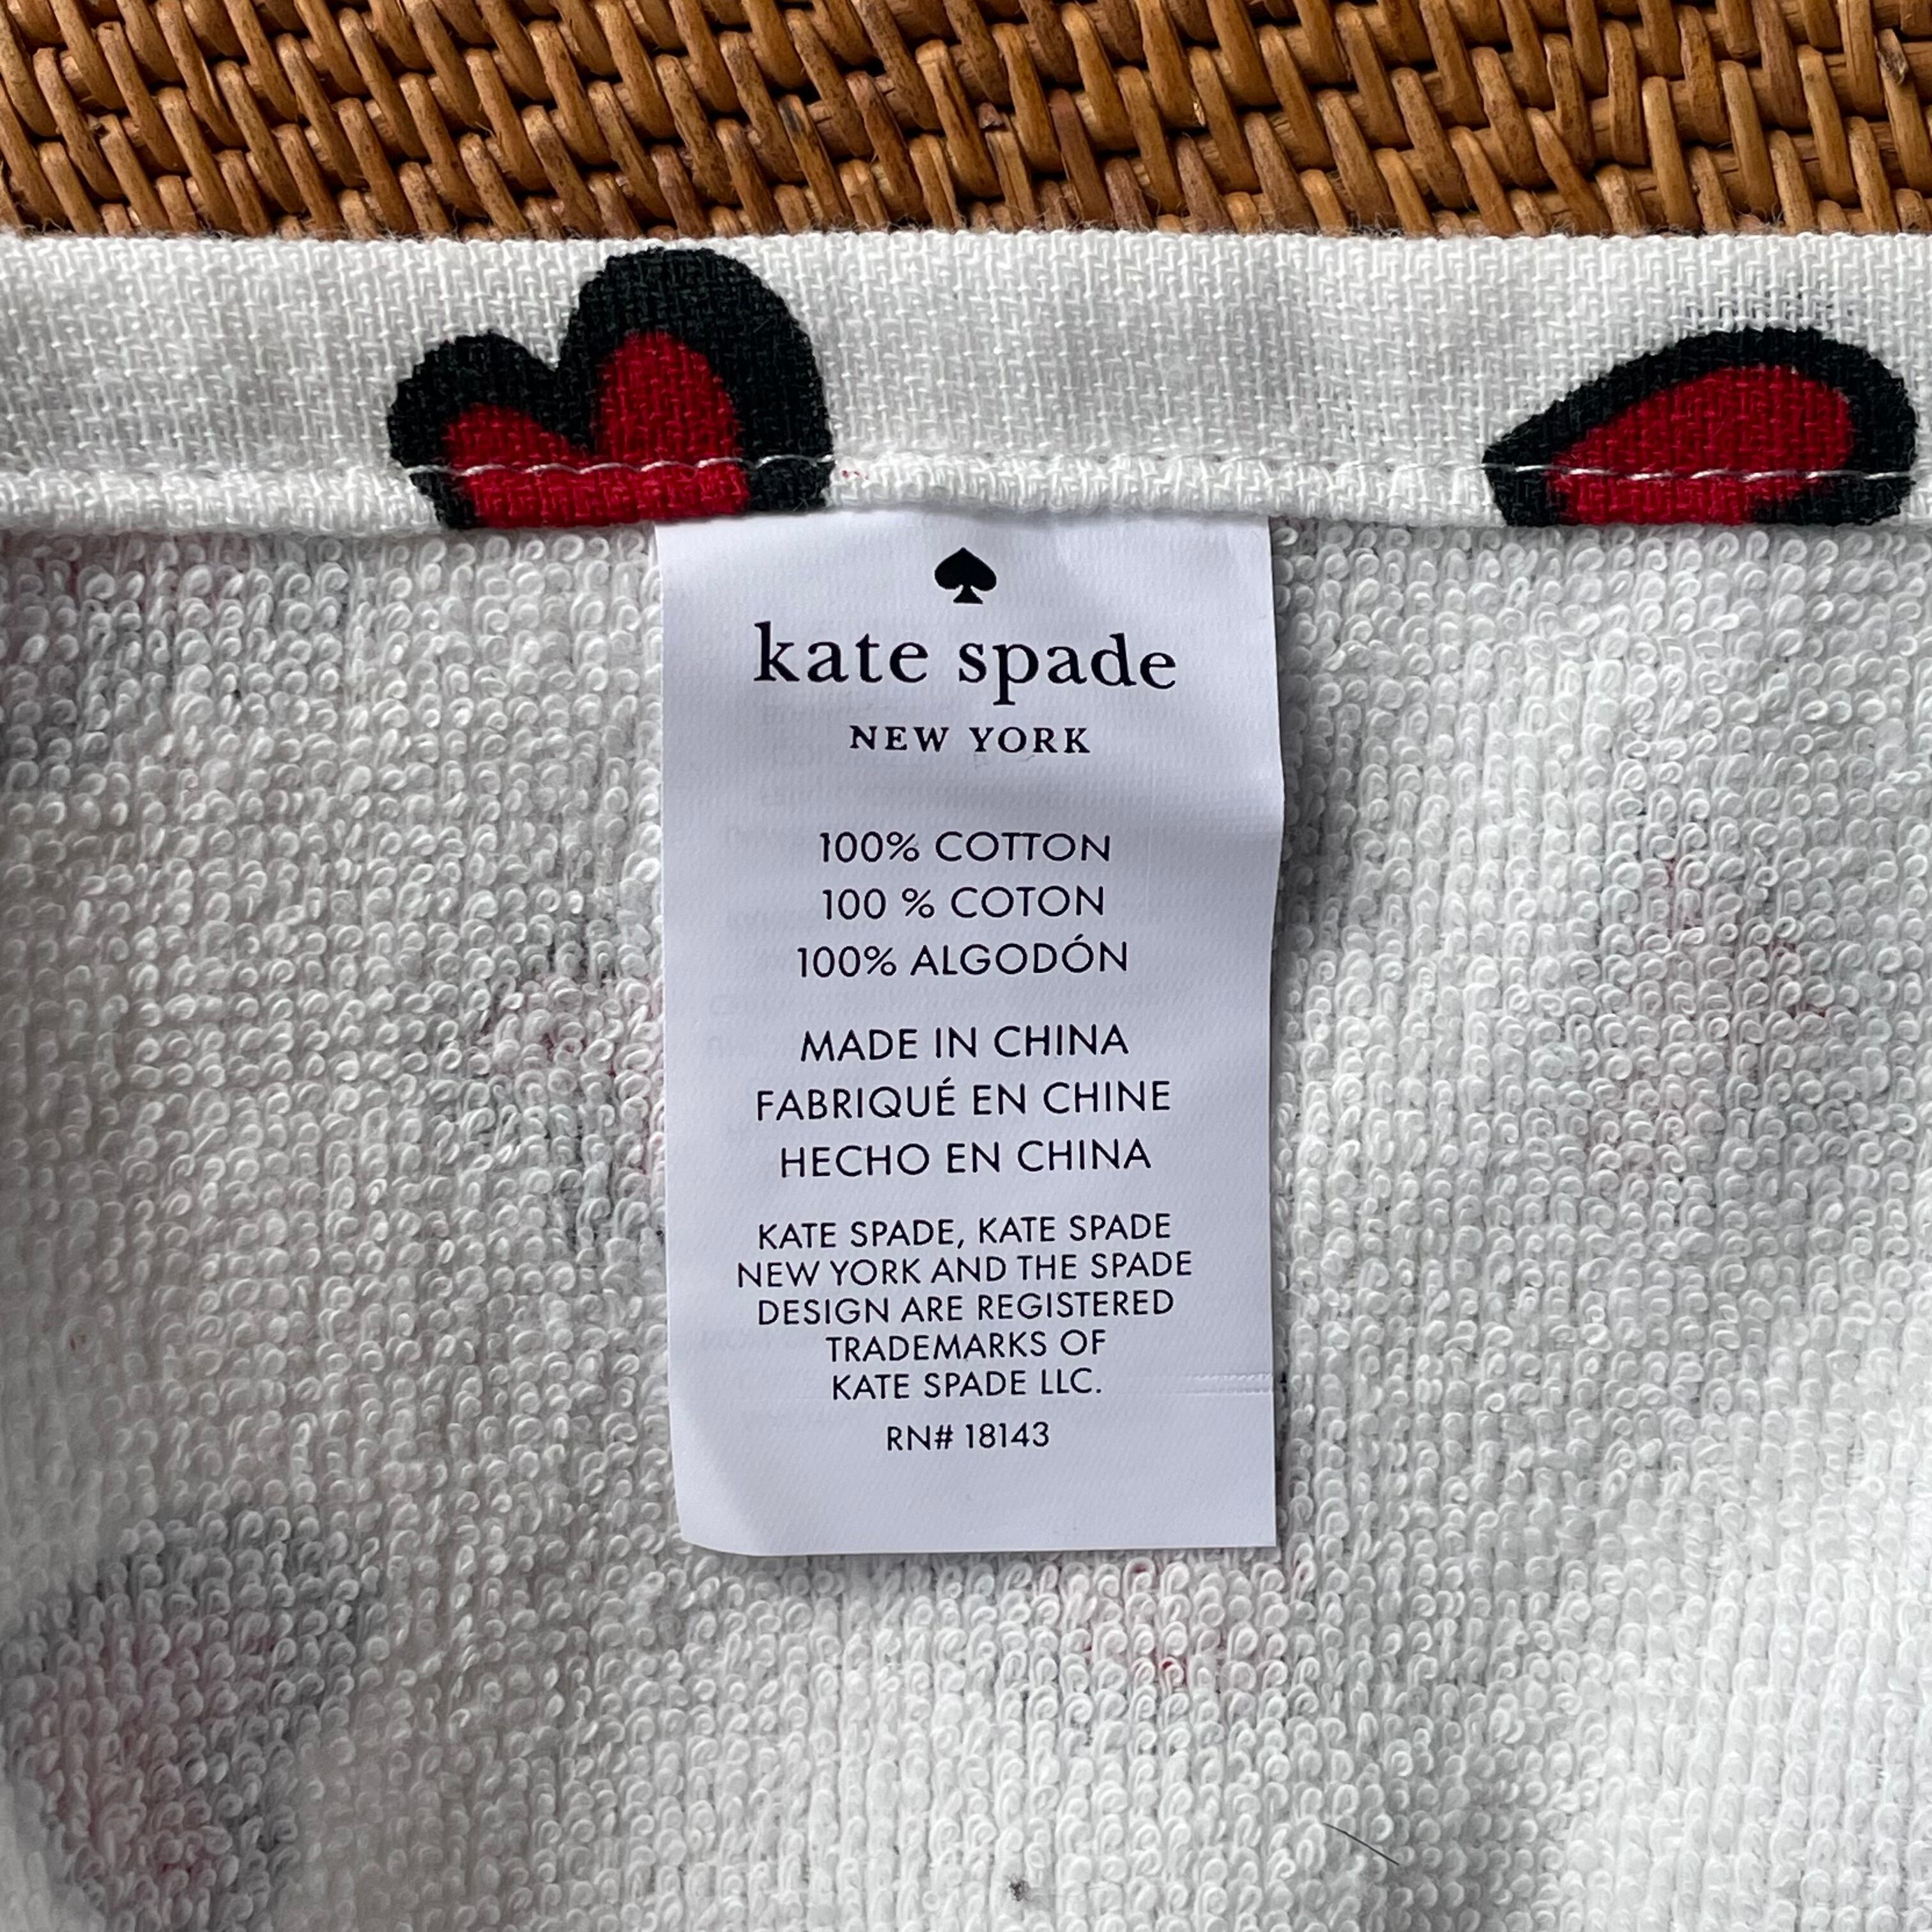 kate spade
NEW YORK
100% COTTON
100 % COTON
100% ALGODÓN
MADE IN CHINA
FABRIQUÉ EN CHINE
HECHO EN CHINA
KATE SPADE, KATE SPADE
NEW YORK AND THE SPADE
DESIGN ARE REGISTERED
TRADEMARKS OF
KATE SPADE LLC.
RN# 18143